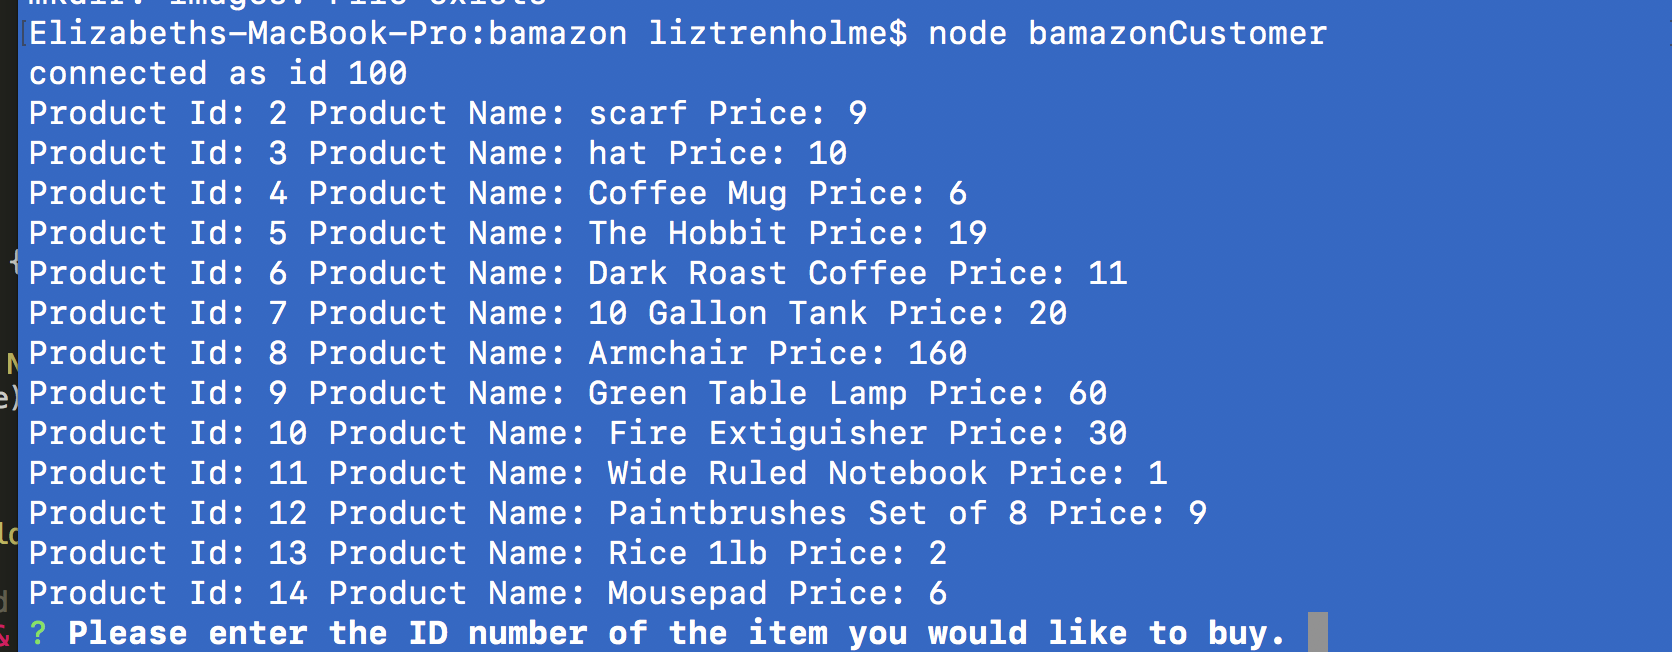 mkdir: images: File exists
Elizabeths-MacBook-Pro:bamazon liztrenholme$ node bamazonCustomer
connected as id 100
Product Id: 2 Product Name: scarf Price: 9
Product Id: 3 Product Name: hat Price: 10
Product Id: 4 Product Name: Coffee Mug Price: 6
Product Id: 5 Product Name: The Hobbit Price: 19
Product Id: 6 Product Name: Dark Roast Coffee Price: 11
Product Id: 7 Product Name: 10 Gallon Tank Price: 20
Product Id: 8 Product Name: Armchair Price: 160
Product Id: 9 Product Name: Green Table Lamp Price: 60
Product Id: 10 Product Name: Fire Extiguisher Price: 30
Product Id: 11 Product Name: Wide Ruled Notebook Price: 1
Product Id: 12 Product Name: Paintbrushes Set of 8 Price: 9
Product Id: 13 Product Name: Rice 1lb Price: 2
Product Id: 14 Product Name: Mousepad Price: 6
? Please enter the ID number of the item you would like to buy.